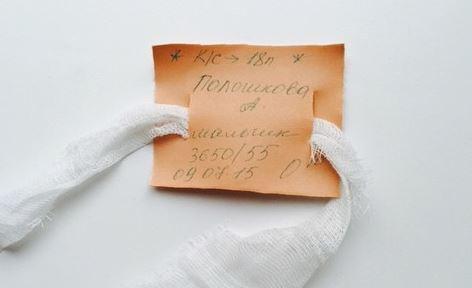 * К/с → 18п *
Полошкова
А.
мальчик
3650/55
09.07.15 0°